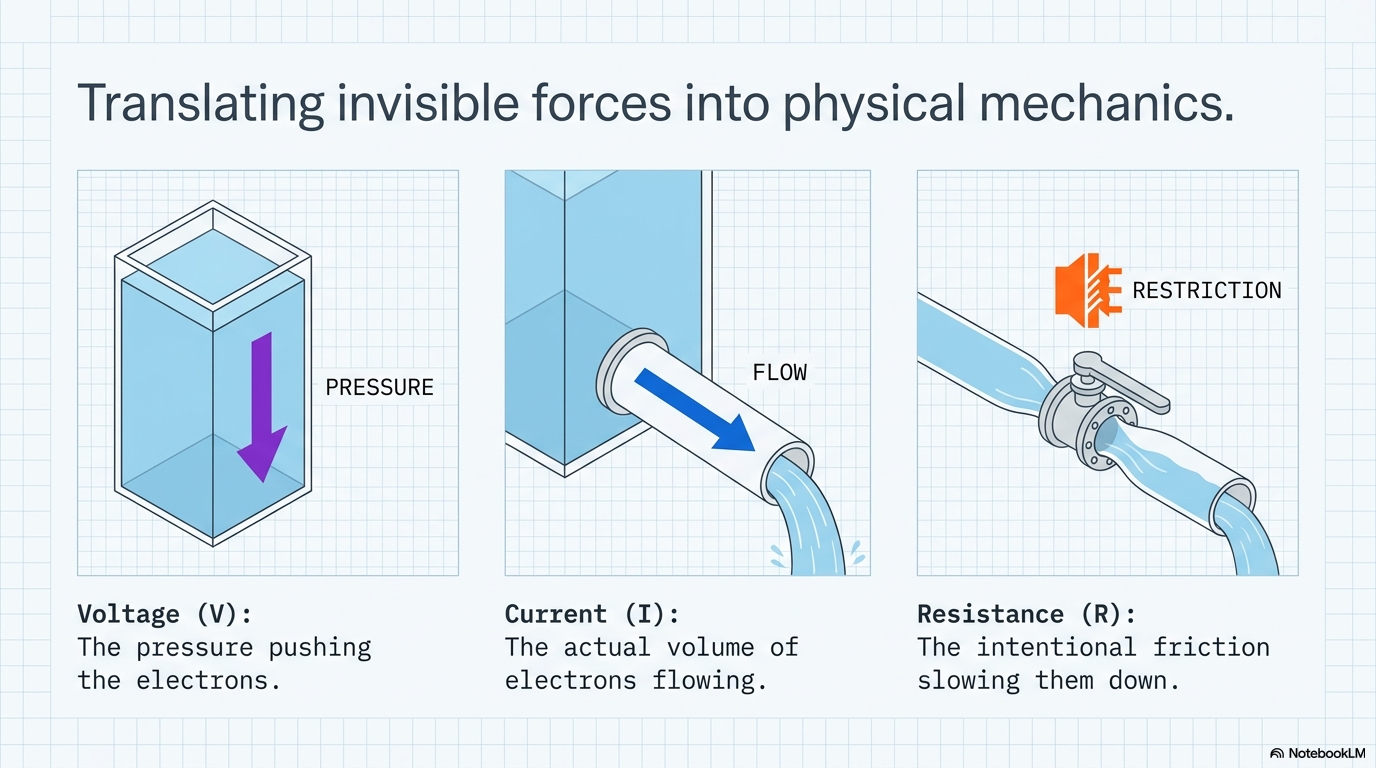 Translating invisible forces into physical mechanics.
PRESSURE
FLOW
RESTRICTION
Voltage (V):
The pressure pushing
the electrons.
Current (I):
The actual volume of
electrons flowing.
Resistance (R):
The intentional friction
slowing them down.
NotebookLM